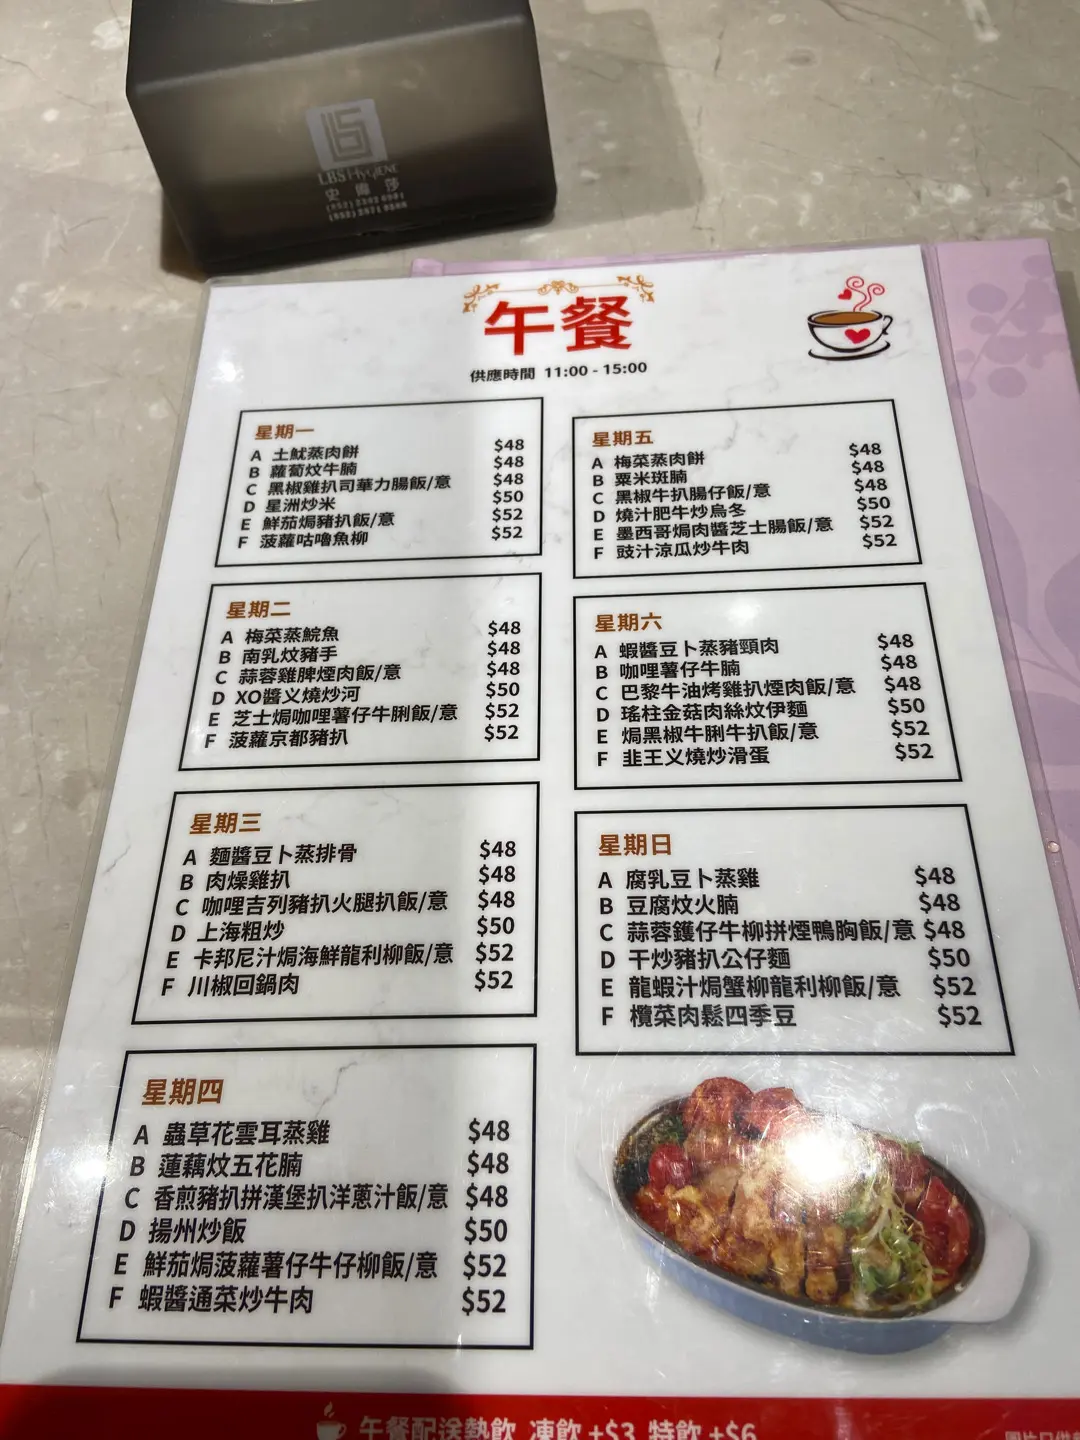 LBS HYGIENE
史偉莎
午餐
供應時間 11:00 - 15:00
星期一
A 土魷蒸肉餅 $48
B 蘿蔔炆牛腩 $48
C 黑椒雞扒司華力腸飯/意 $48
D 星洲炒米 $50
E 鮮茄焗豬扒飯/意 $52
F 菠蘿咕嚕魚柳 $52
星期二
A 梅菜蒸鯇魚 $48
B 南乳炆豬手 $48
C 蒜蓉雞脾煙肉飯/意 $48
D XO醬义燒炒河 $50
E 芝士焗咖哩薯仔牛脷飯/意 $52
F 菠蘿京都豬扒 $52
星期三
A 麵醬豆卜蒸排骨 $48
B 肉燥雞扒 $48
C 咖哩吉列豬扒火腿扒飯/意 $48
D 上海粗炒 $50
E 卡邦尼汁焗海鮮龍利柳飯/意 $52
F 川椒回鍋肉 $52
星期四
A 蟲草花雲耳蒸雞 $48
B 蓮藕炆五花腩 $48
C 香煎豬扒拼漢堡扒洋蔥汁飯/意 $48
D 揚州炒飯 $50
E 鮮茄焗菠蘿薯仔牛仔柳飯/意 $52
F 蝦醬通菜炒牛肉 $52
星期五
A 梅菜蒸肉餅 $48
B 粟米斑腩 $48
C 黑椒牛扒腸仔飯/意 $48
D 燒汁肥牛炒烏冬 $50
E 墨西哥焗肉醬芝士腸飯/意 $52
F 豉汁涼瓜炒牛肉 $52
星期六
A 蝦醬豆卜蒸豬頸肉 $48
B 咖哩薯仔牛腩 $48
C 巴黎牛油烤雞扒煙肉飯/意 $48
D 瑤柱金菇肉絲炆伊麵 $50
E 焗黑椒牛脷牛扒飯/意 $52
F 韭王义燒炒滑蛋 $52
星期日
A 腐乳豆卜蒸雞 $48
B 豆腐炆火腩 $48
C 蒜蓉鑊仔牛柳拼煙鴨胸飯/意 $48
D 干炒豬扒公仔麵 $50
E 龍蝦汁焗蟹柳龍利柳飯/意 $52
F 欖菜肉鬆四季豆 $52
午餐配送熱飲 凍飲+$3 特飲+$6